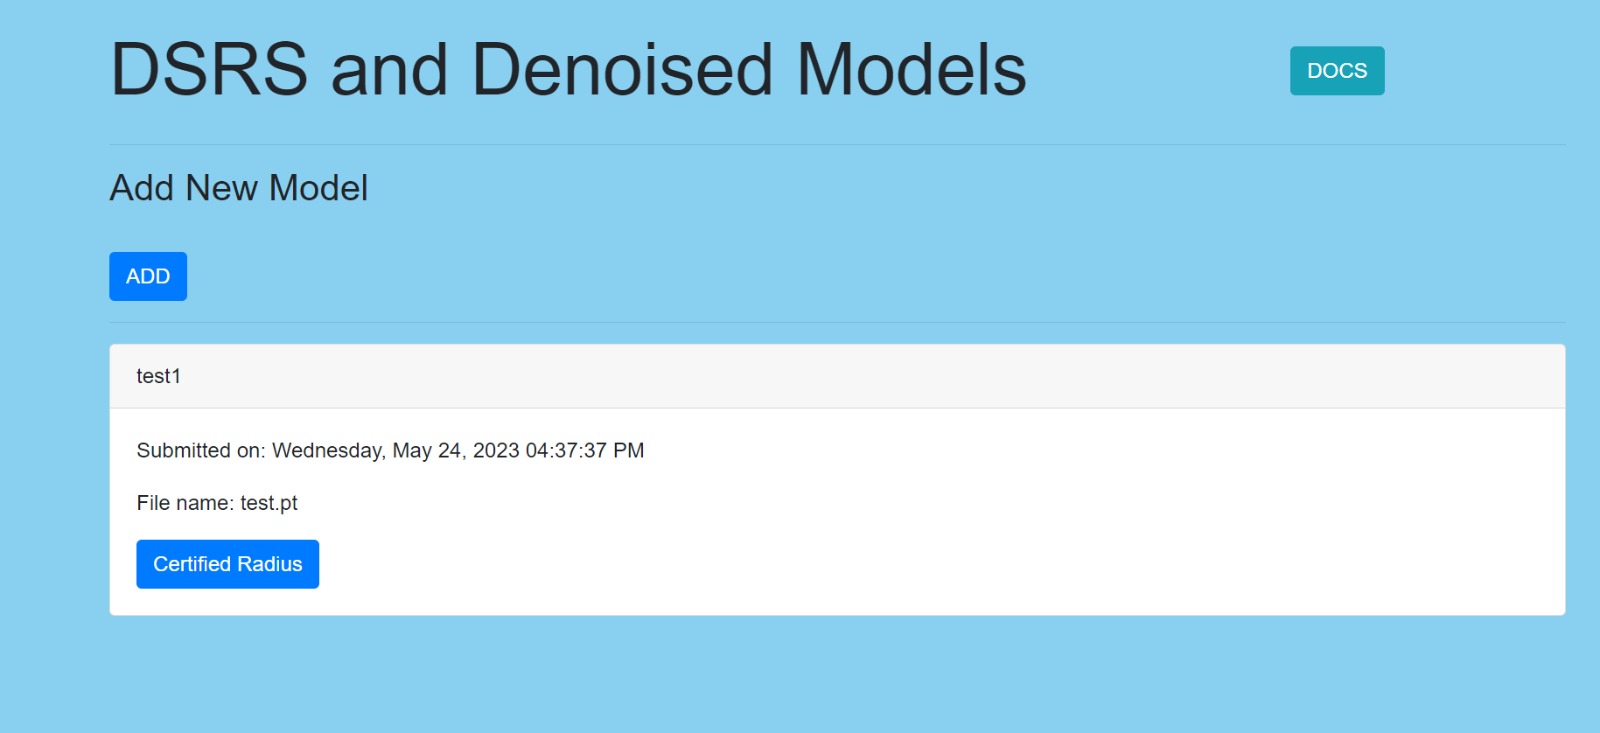 DSRS and Denoised Models
DOCS
Add New Model
ADD
test1
Submitted on: Wednesday, May 24, 2023 04:37:37 PM
File name: test.pt
Certified Radius